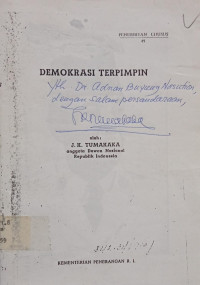 PENERBITAN CHUSUS
DEMOKRASI TERPIMPIN
Yth. Dr Adnan Buyung Nasution,
dengan salam persaudaraan,
oleh:
J. K. TUMAKAKA
anggota Dewan Nasional
Republik Indonesia
KEMENTERIAN PENERANGAN R. I.